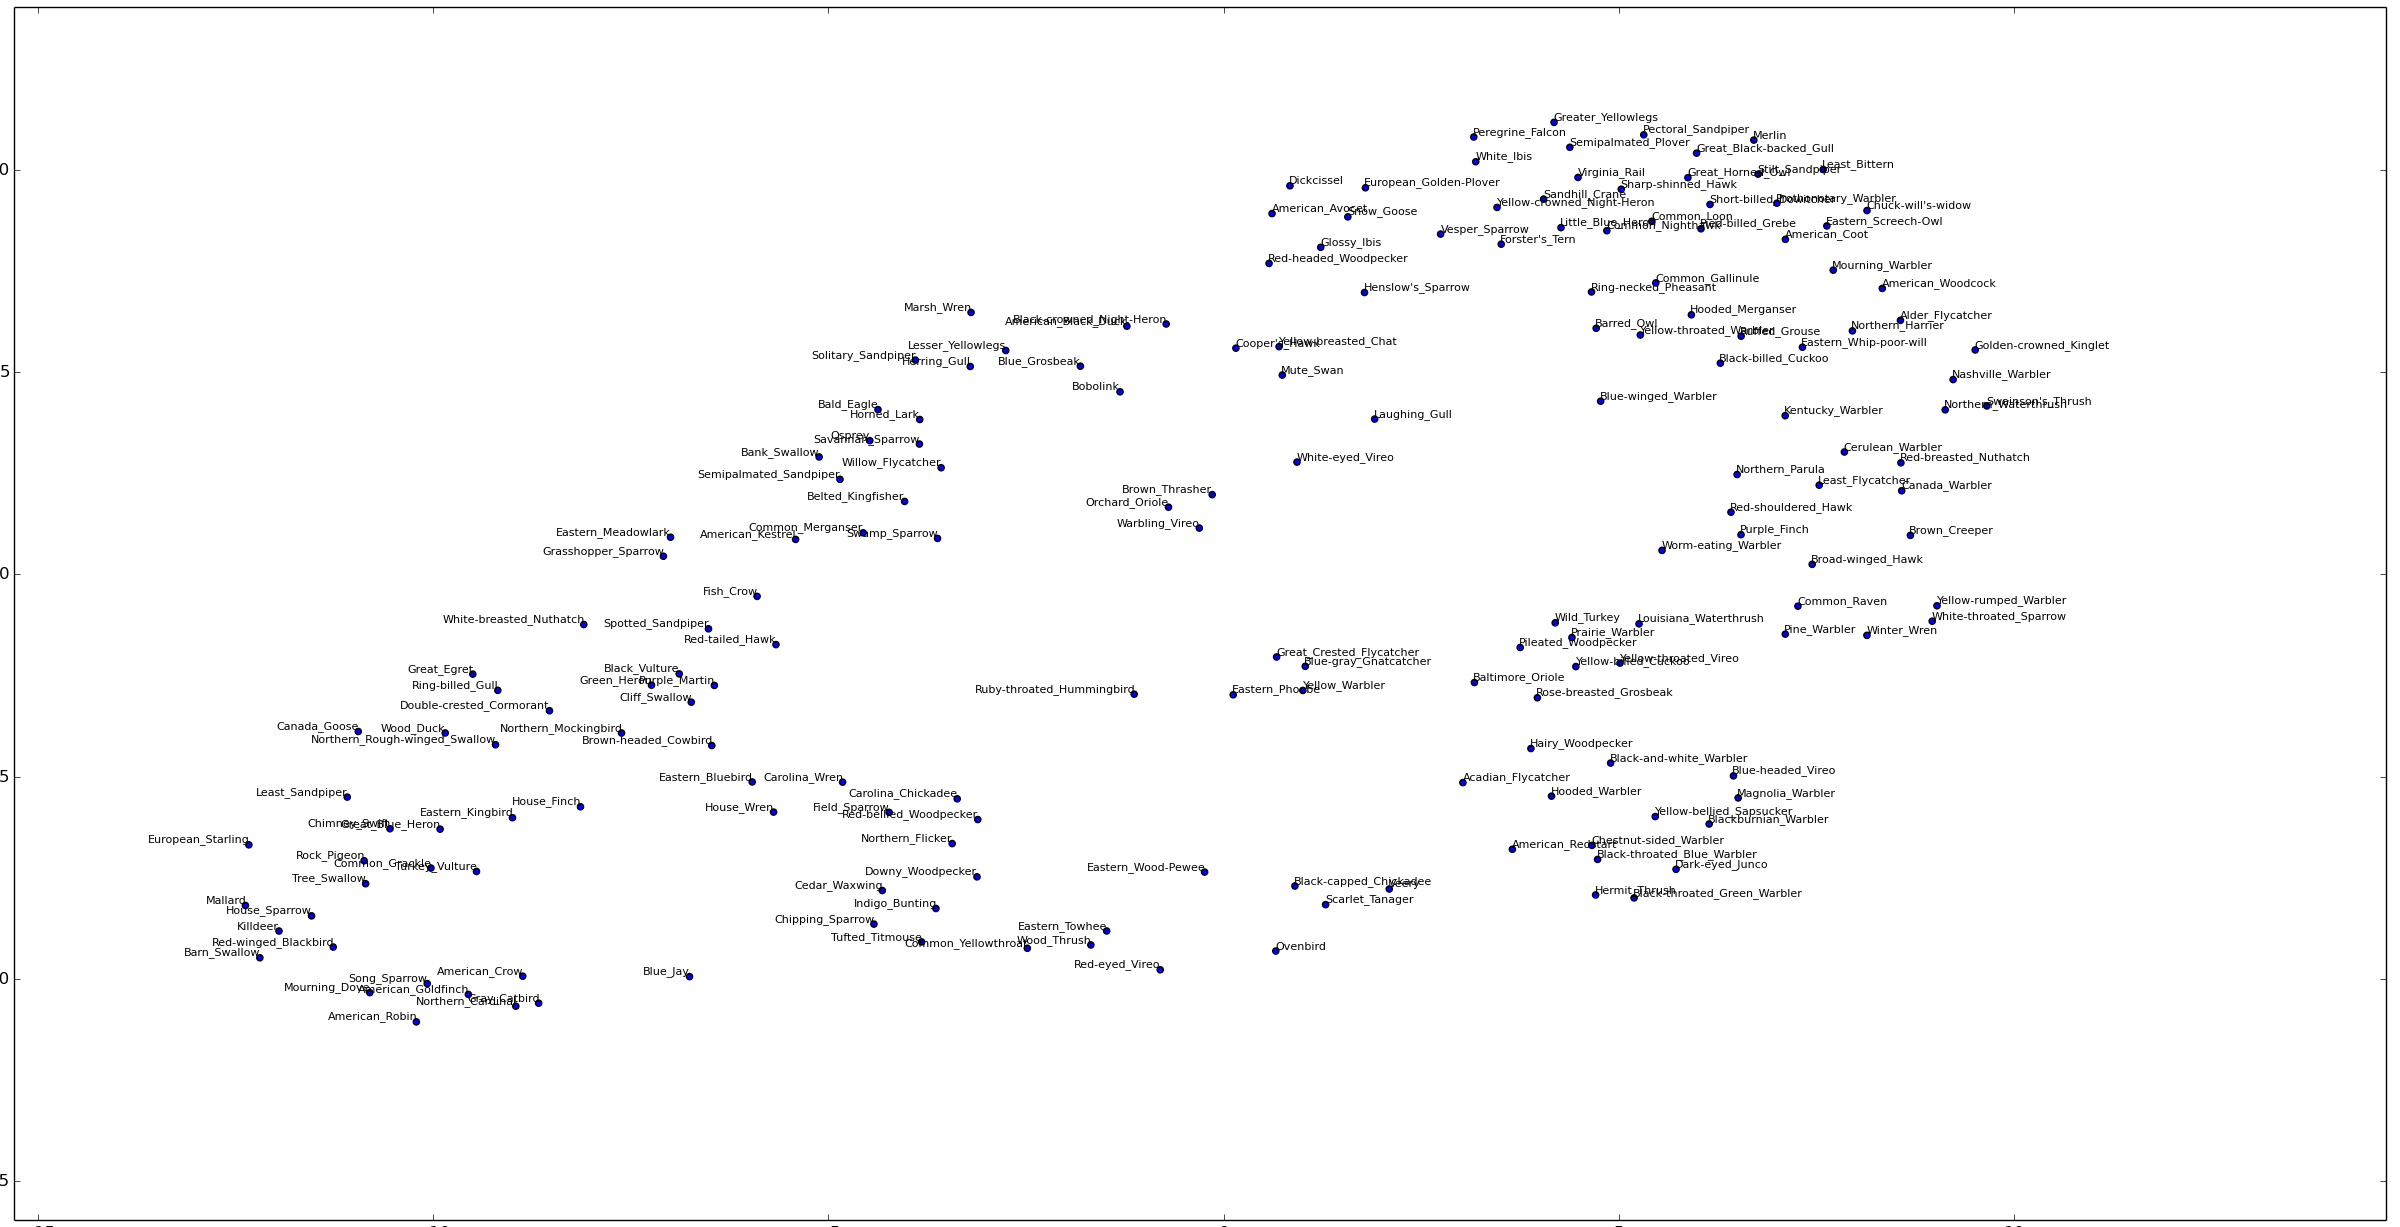 Greater_Yellowlegs
Peregrine_Falcon
Pectoral_Sandpiper
Merlin
Semipalmated_Plover
Great_Black-backed_Gull
White_Ibis
Least_Bittern
0
Stilt_Sandpiper
Virginia_Rail
Great_Horned_Owl
Dickcissel
European_Golden-Plover
Sharp-shinned_Hawk
Sandhill_Crane
Yellow-crowned_Night-Heron
Short-billed_Dowitcher
Prothonotary_Warbler
Chuck-will's-widow
American_Avocet
Snow_Goose
Common_Loon
Little_Blue_Heron
Common_Nighthawk
Pied-billed_Grebe
Eastern_Screech-Owl
Vesper_Sparrow
American_Coot
Forster's_Tern
Glossy_Ibis
Red-headed_Woodpecker
Mourning_Warbler
Common_Gallinule
Ring-necked_Pheasant
American_Woodcock
Henslow's_Sparrow
Marsh_Wren
Hooded_Merganser
Black-crowned_Night-Heron
American_Black_Duck
Alder_Flycatcher
Barred_Owl
Northern_Harrier
Yellow-throated_Warbler
Ruffed_Grouse
Lesser_Yellowlegs
Cooper's_Hawk
Yellow-breasted_Chat
Eastern_Whip-poor-will
Golden-crowned_Kinglet
Solitary_Sandpiper
Herring_Gull
Blue_Grosbeak
Black-billed_Cuckoo
5
Mute_Swan
Nashville_Warbler
Bobolink
Blue-winged_Warbler
Bald_Eagle
Northern_Waterthrush
Swainson's_Thrush
Horned_Lark
Laughing_Gull
Kentucky_Warbler
Osprey
Savannah_Sparrow
Bank_Swallow
Willow_Flycatcher
White-eyed_Vireo
Cerulean_Warbler
Red-breasted_Nuthatch
Semipalmated_Sandpiper
Northern_Parula
Least_Flycatcher
Canada_Warbler
Belted_Kingfisher
Brown_Thrasher
Orchard_Oriole
Red-shouldered_Hawk
Warbling_Vireo
Eastern_Meadowlark
American_Kestrel
Common_Merganser
Swamp_Sparrow
Purple_Finch
Brown_Creeper
Grasshopper_Sparrow
Worm-eating_Warbler
Broad-winged_Hawk
0
Fish_Crow
Common_Raven
Yellow-rumped_Warbler
White-breasted_Nuthatch
Spotted_Sandpiper
Wild_Turkey
Louisiana_Waterthrush
White-throated_Sparrow
Red-tailed_Hawk
Prairie_Warbler
Pine_Warbler
Winter_Wren
Pileated_Woodpecker
Great_Crested_Flycatcher
Blue-gray_Gnatcatcher
Yellow-billed_Cuckoo
Yellow-throated_Vireo
Great_Egret
Black_Vulture
Ring-billed_Gull
Green_Heron
Purple_Martin
Ruby-throated_Hummingbird
Eastern_Phoebe
Yellow_Warbler
Baltimore_Oriole
Rose-breasted_Grosbeak
Double-crested_Cormorant
Cliff_Swallow
Canada_Goose
Wood_Duck
Northern_Mockingbird
Northern_Rough-winged_Swallow
Brown-headed_Cowbird
Hairy_Woodpecker
Black-and-white_Warbler
5
Eastern_Bluebird
Carolina_Wren
Acadian_Flycatcher
Blue-headed_Vireo
Least_Sandpiper
House_Finch
Carolina_Chickadee
Hooded_Warbler
Magnolia_Warbler
Eastern_Kingbird
House_Wren
Field_Sparrow
Red-bellied_Woodpecker
Yellow-bellied_Sapsucker
Blackburnian_Warbler
Chimney_Swift
Great_Blue_Heron
European_Starling
Northern_Flicker
American_Redstart
Chestnut-sided_Warbler
Black-throated_Blue_Warbler
Rock_Pigeon
Common_Grackle
Turkey_Vulture
Downy_Woodpecker
Eastern_Wood-Pewee
Dark-eyed_Junco
Tree_Swallow
Cedar_Waxwing
Black-capped_Chickadee
Veery
Hermit_Thrush
Black-throated_Green_Warbler
Mallard
House_Sparrow
Indigo_Bunting
Scarlet_Tanager
Killdeer
Chipping_Sparrow
Eastern_Towhee
Red-winged_Blackbird
Tufted_Titmouse
Common_Yellowthroat
Wood_Thrush
Ovenbird
Barn_Swallow
Red-eyed_Vireo
0
Song_Sparrow
American_Crow
Blue_Jay
Mourning_Dove
American_Goldfinch
Northern_Cardinal
Gray_Catbird
American_Robin
5